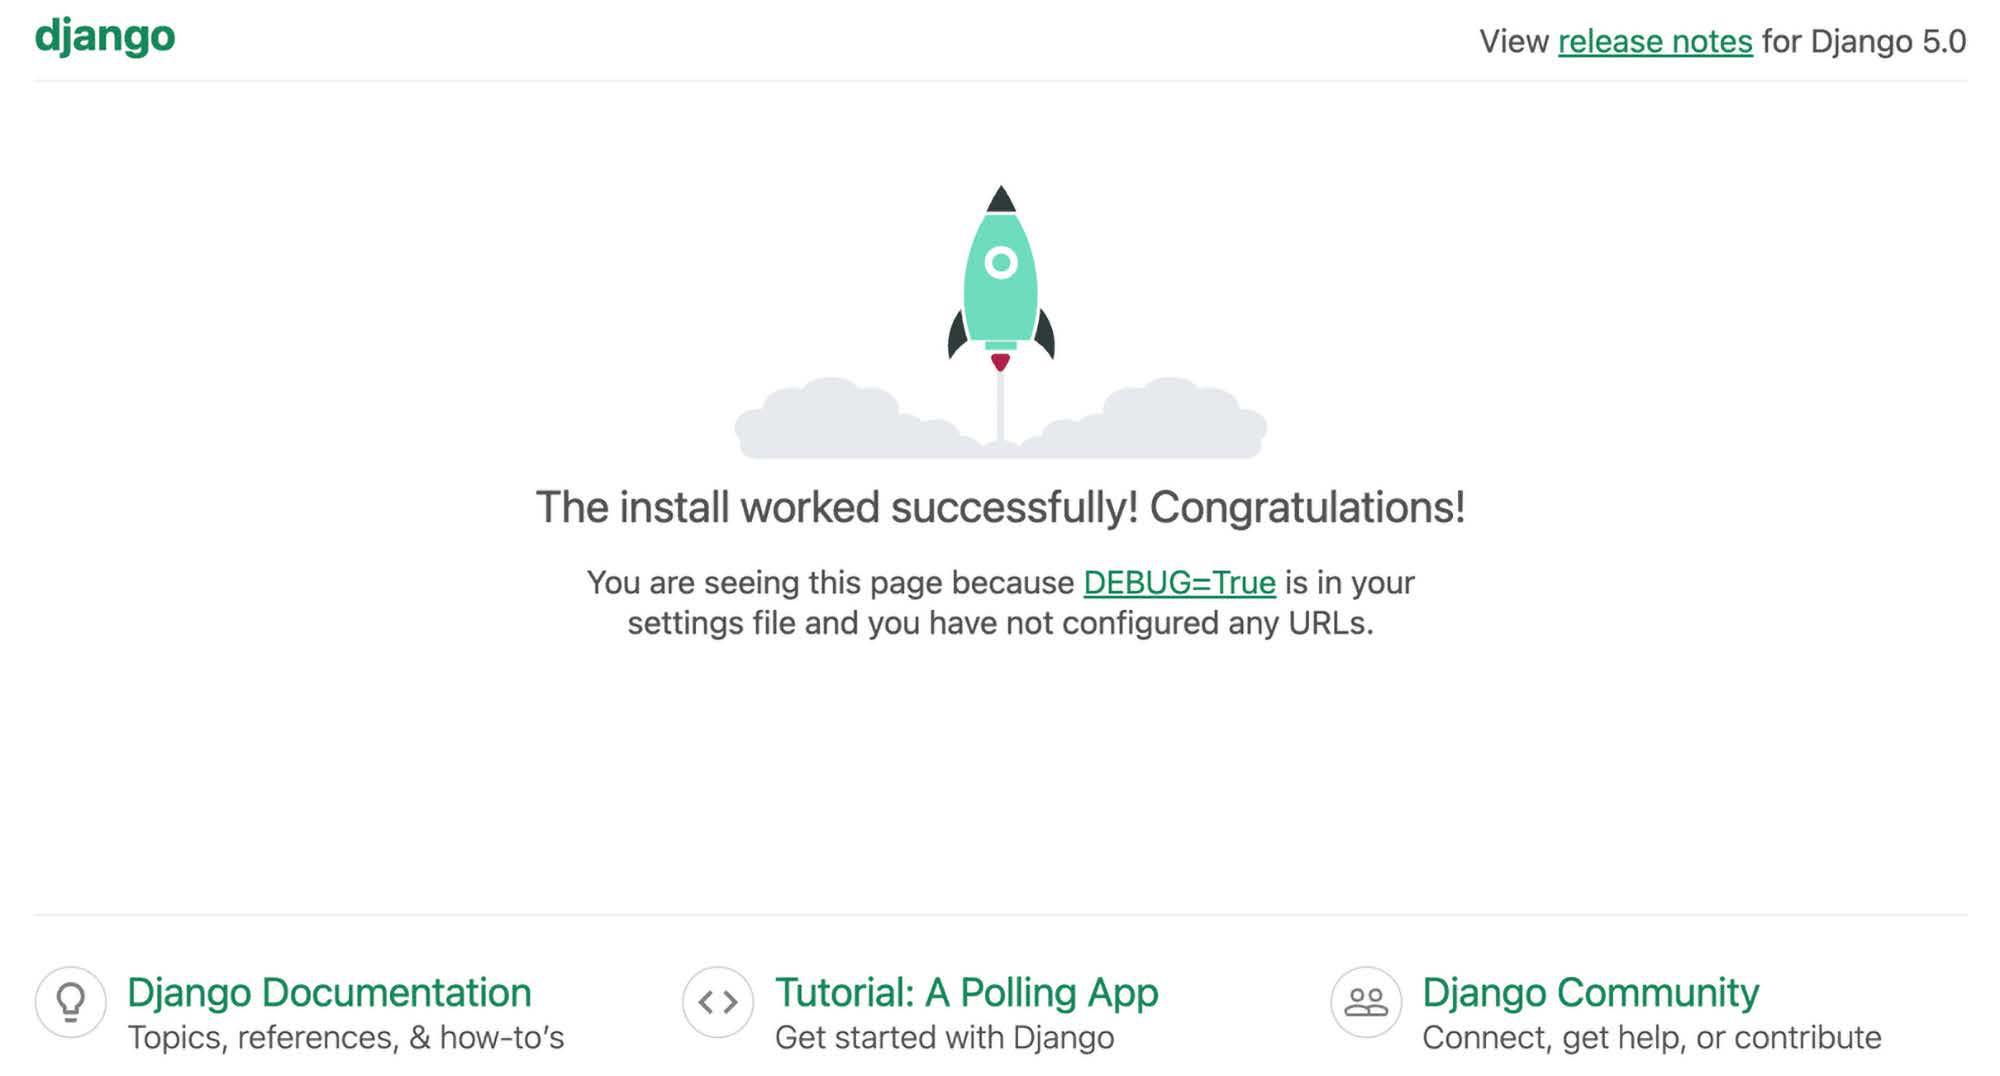 django
View release notes for Django 5.0
The install worked successfully! Congratulations!
You are seeing this page because DEBUG=True is in your
settings file and you have not configured any URLs.
Django Documentation
Topics, references, & how-to’s
Tutorial: A Polling App
Get started with Django
Django Community
Connect, get help, or contribute